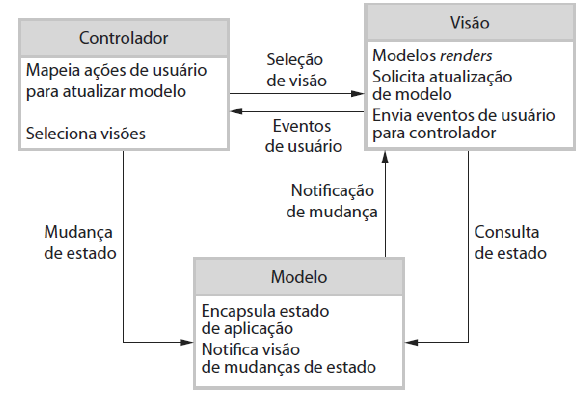 Controlador
Mapeia ações de usuário
para atualizar modelo
Seleciona visões
Seleção
de visão
Eventos
de usuário
Visão
Modelos renders
Solicita atualização
de modelo
Envia eventos de usuário
para controlador
Mudança
de estado
Notificação
de mudança
Consulta
de estado
Modelo
Encapsula estado
de aplicação
Notifica visão
de mudanças de estado